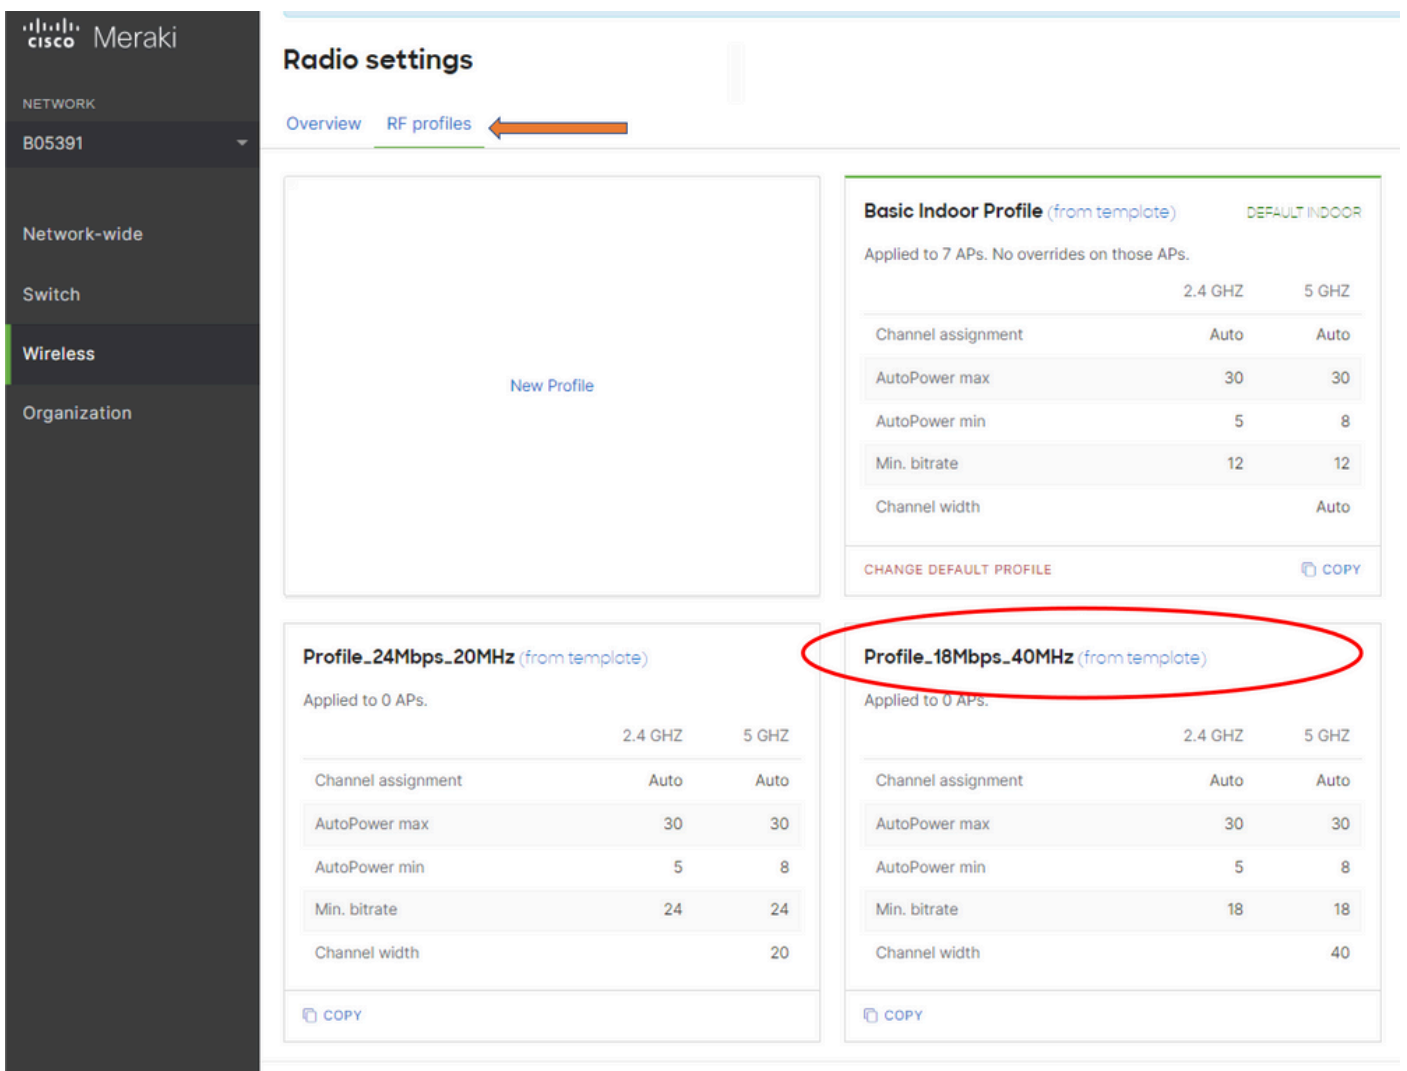 cisco Meraki
NETWORK
B05391
Network-wide
Switch
Wireless
Organization
Radio settings
Overview RF profiles
New Profile
Basic Indoor Profile (from template) DEFAULT INDOOR
Applied to 7 APs. No overrides on those APs.
2.4 GHZ 5 GHZ
Channel assignment Auto Auto
AutoPower max 30 30
AutoPower min 5 8
Min. bitrate 12 12
Channel width Auto
CHANGE DEFAULT PROFILE COPY
Profile_24Mbps_20MHz (from template)
Applied to 0 APs.
2.4 GHZ 5 GHZ
Channel assignment Auto Auto
AutoPower max 30 30
AutoPower min 5 8
Min. bitrate 24 24
Channel width 20
COPY
Profile_18Mbps_40MHz (from template)
Applied to 0 APs.
2.4 GHZ 5 GHZ
Channel assignment Auto Auto
AutoPower max 30 30
AutoPower min 5 8
Min. bitrate 18 18
Channel width 40
COPY